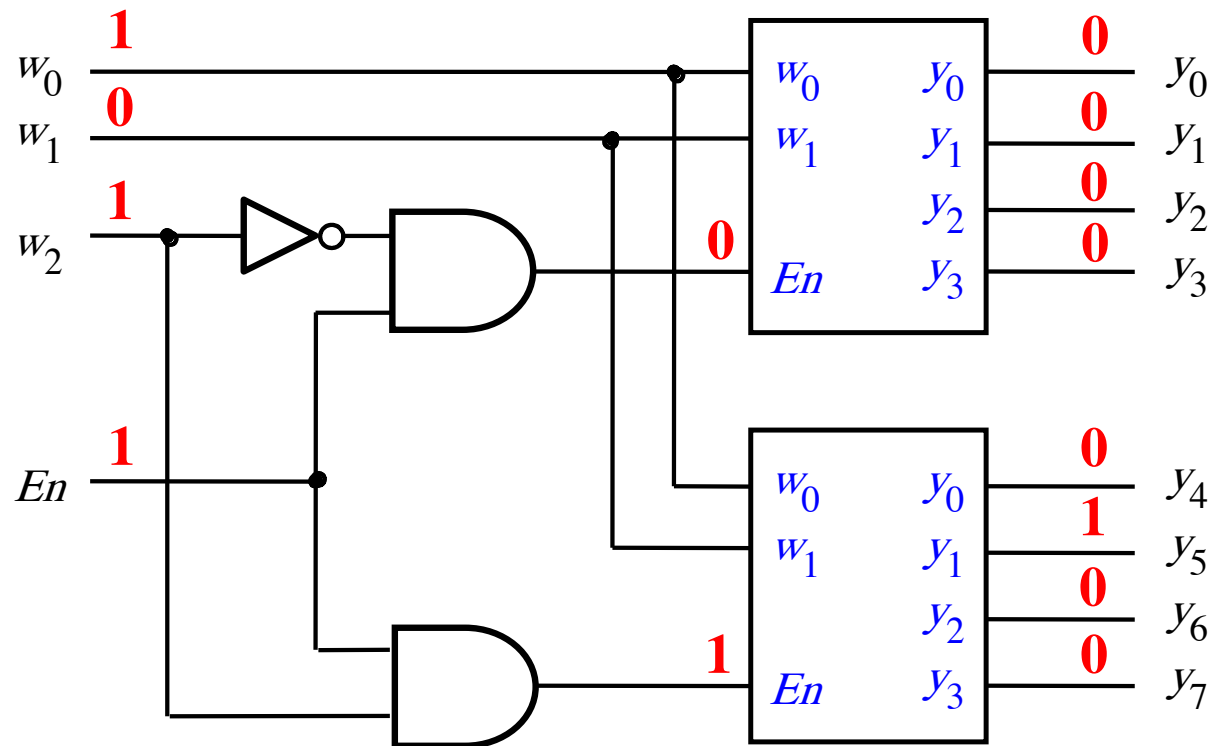 1 0
w0 w0 y0 y0
0 0
w1 w1 y1 y1
1 0
w2 y2 y2
0 0
En y3 y3
1 0
En w0 y0 y4
1
w1 y1 y5
0
y2 y6
1 0
En y3 y7